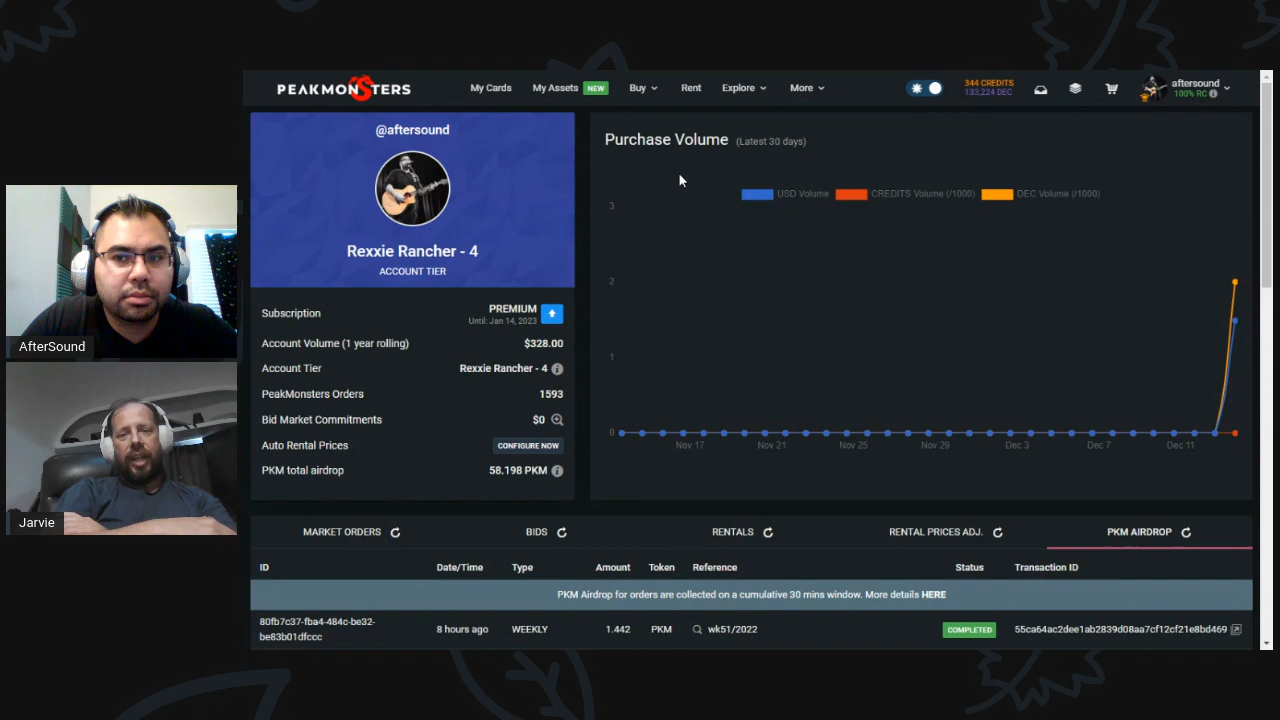 PEAKMONSTERS
My Cards
My Assets NEW
Buy
Rent
Explore
More
344 CREDITS
133,224 DEC
aftersound
100% RC
@aftersound
Rexxie Rancher - 4
ACCOUNT TIER
Subscription
PREMIUM
Until: Jan 14, 2023
Account Volume (1 year rolling) $328.00
Account Tier Rexxie Rancher - 4
PeakMonsters Orders 1593
Bid Market Commitments $0
Auto Rental Prices CONFIGURE NOW
PKM total airdrop 58.198 PKM
Purchase Volume (Latest 30 days)
USD Volume CREDITS Volume (/1000) DEC Volume (/1000)
3
2
1
0
Nov 17 Nov 21 Nov 25 Nov 29 Dec 3 Dec 7 Dec 11
AfterSound
Jarvie
MARKET ORDERS BIDS RENTALS RENTAL PRICES ADJ. PKM AIRDROP
ID Date/Time Type Amount Token Reference Status Transaction ID
PKM Airdrop for orders are collected on a cumulative 30 mins window. More details HERE
80fb7c37-fba4-484c-be32-
be83b01dfccc
8 hours ago WEEKLY 1.442 PKM wk51/2022 COMPLETED 55ca64ac2dee1ab2839d08aa7cf12cf21e8bd469